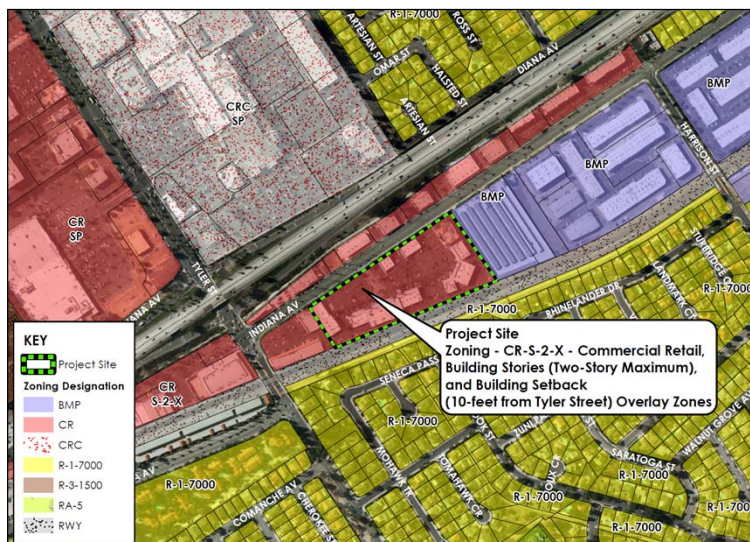 R-1-7000
ARTESIAN ST
ROSS ST
OMAR ST
HALSTED ST
DIANA AV
ARTESIAN ST
CRC
SP
BMP
HARRISON ST
BMP
CR
SP
TYLER ST
BMP
STURBRIDGE
DIANA AV
INDIANA AV
R-1-7000
RHINELANDER DR
LANDMARK CT
R-1-7000
Project Site
Zoning - CR-S-2-X - Commercial Retail,
Building Stories (Two-Story Maximum),
and Building Setback
(10-feet from Tyler Street) Overlay Zones
KEY
Project Site
Zoning Designation
BMP
CR
CRC
R-1-7000
R-3-1500
RA-5
RWY
CR
S-2-X
SENECA PASS
R-1-7000
ZUNI
WALNUT GROVE AV
SARATOGA ST
R-1-7000
MOHAWK TR
TOMAHAWK CR
R-1-7000
COMANCHE AV
CHEROKEE ST
R-1-7000
R-1-7000